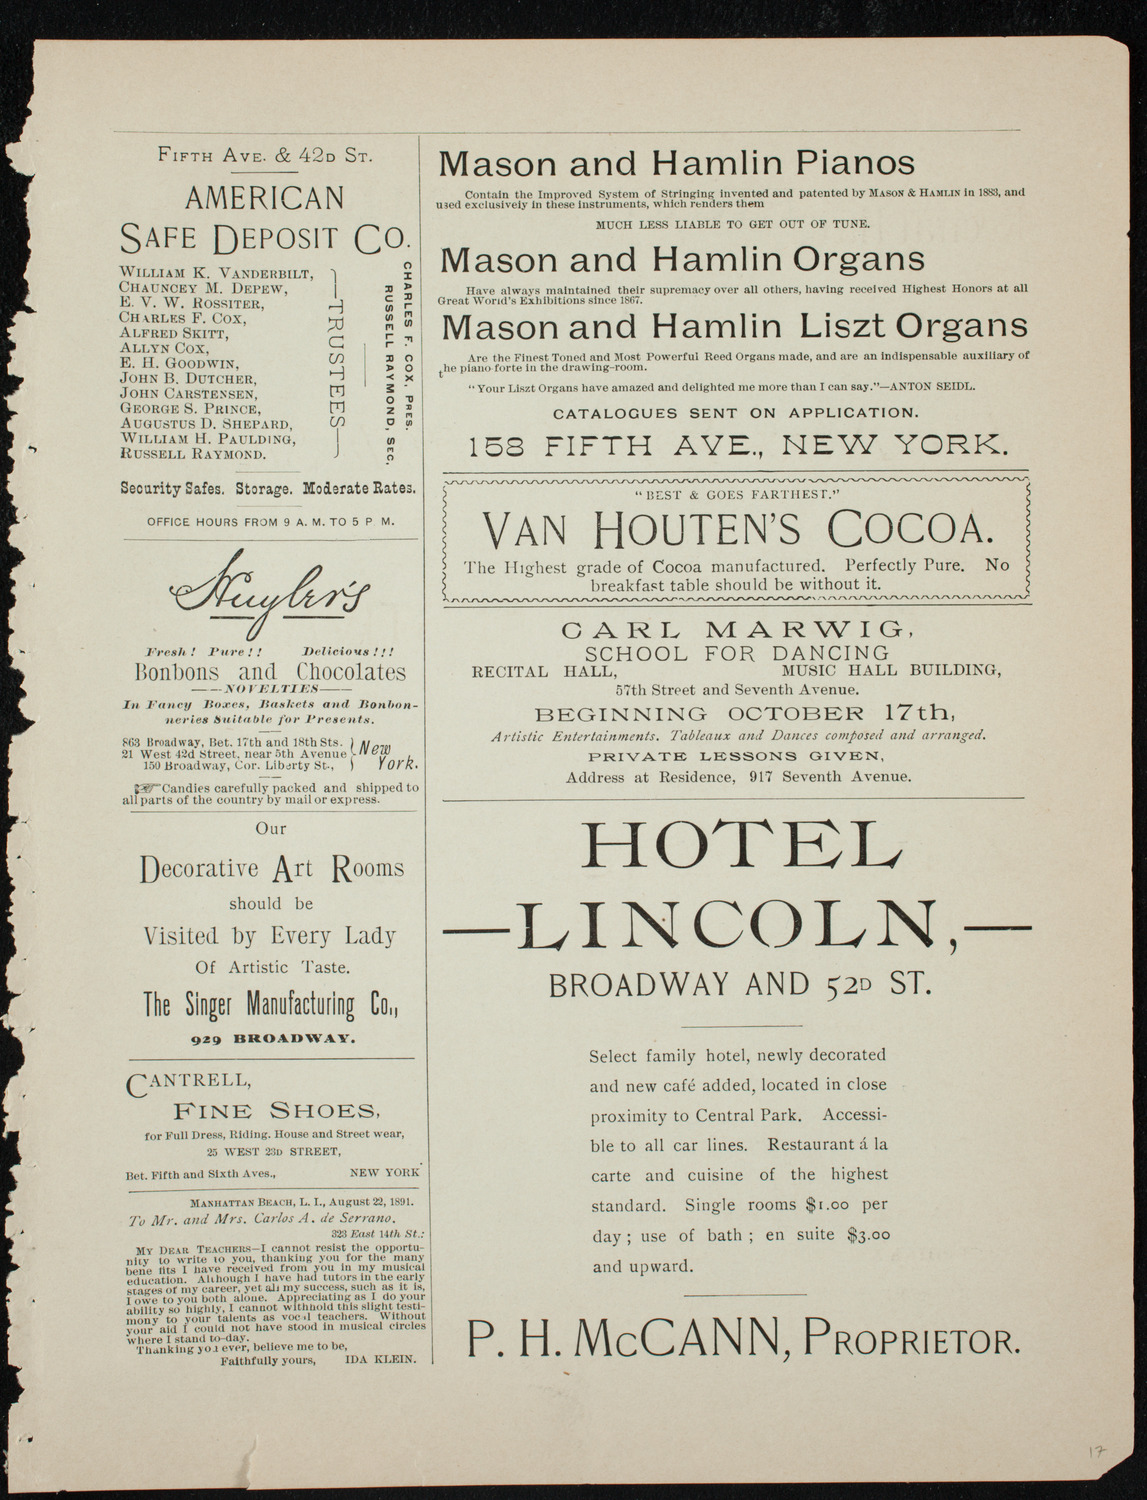 FIFTH AVE. & 42D ST.
AMERICAN
SAFE DEPOSIT CO.
WILLIAM K. VANDERBILT,
CHAUNCEY M. DEPEW,
E. V. W. ROSSITER,
CHARLES F. COX,
ALFRED SKITT,
ALLYN COX,
E. H. GOODWIN,
JOHN B. DUTCHER,
JOHN CARSTENSEN,
GEORGE S. PRINCE,
AUGUSTUS D. SHEPARD,
WILLIAM H. PAULDING,
RUSSELL RAYMOND.
—TRUSTEES—
CHARLES F. COX, PRES.
RUSSELL RAYMOND, SEC.
Security Safes. Storage. Moderate Rates.
OFFICE HOURS FROM 9 A. M. TO 5 P M.
Huyler's
Fresh! Pure!! Delicious!!!
Bonbons and Chocolates
——NOVELTIES——
In Fancy Boxes, Baskets and Bonbon-
neries Suitable for Presents.
863 Broadway, Bet. 17th and 18th Sts.
21 West 42d Street, near 5th Avenue
150 Broadway, Cor. Liberty St.,
New
York.
☞Candies carefully packed and shipped to
all parts of the country by mail or express.
Our
Decorative Art Rooms
should be
Visited by Every Lady
Of Artistic Taste.
The Singer Manufacturing Co.,
929 BROADWAY.
CANTRELL,
FINE SHOES,
for Full Dress, Riding. House and Street wear,
25 WEST 23D STREET,
Bet. Fifth and Sixth Aves., NEW YORK
MANHATTAN BEACH, L. I., August 22, 1891.
To Mr. and Mrs. Carlos A. de Serrano.
323 East 14th St.:
MY DEAR TEACHERS—I cannot resist the opportu-
nity to write to you, thanking you for the many
bene fits I have received from you in my musical
education. Although I have had tutors in the early
stages of my career, yet all my success, such as it is,
I owe to you both alone. Appreciating as I do your
ability so highly, I cannot withhold this slight testi-
mony to your talents as vocal teachers. Without
your aid I could not have stood in musical circles
where I stand to-day.
Thanking you ever, believe me to be,
Faithfully yours, IDA KLEIN.
Mason and Hamlin Pianos
Contain the Improved System of Stringing invented and patented by MASON & HAMLIN in 1883, and
used exclusively in these instruments, which renders them
MUCH LESS LIABLE TO GET OUT OF TUNE.
Mason and Hamlin Organs
Have always maintained their supremacy over all others, having received Highest Honors at all
Great World's Exhibitions since 1867.
Mason and Hamlin Liszt Organs
Are the Finest Toned and Most Powerful Reed Organs made, and are an indispensable auxiliary of
the piano forte in the drawing-room.
"Your Liszt Organs have amazed and delighted me more than I can say."—ANTON SEIDL.
CATALOGUES SENT ON APPLICATION.
158 FIFTH AVE., NEW YORK.
"BEST & GOES FARTHEST."
VAN HOUTEN'S COCOA.
The Highest grade of Cocoa manufactured. Perfectly Pure. No
breakfast table should be without it.
CARL MARWIG,
SCHOOL FOR DANCING
RECITAL HALL, MUSIC HALL BUILDING,
57th Street and Seventh Avenue.
BEGINNING OCTOBER 17th,
Artistic Entertainments. Tableaux and Dances composed and arranged.
PRIVATE LESSONS GIVEN,
Address at Residence, 917 Seventh Avenue.
HOTEL
—LINCOLN,—
BROADWAY AND 52D ST.
Select family hotel, newly decorated
and new café added, located in close
proximity to Central Park. Accessi-
ble to all car lines. Restaurant á la
carte and cuisine of the highest
standard. Single rooms $1.00 per
day; use of bath; en suite $3.00
and upward.
P. H. McCANN, PROPRIETOR.
17